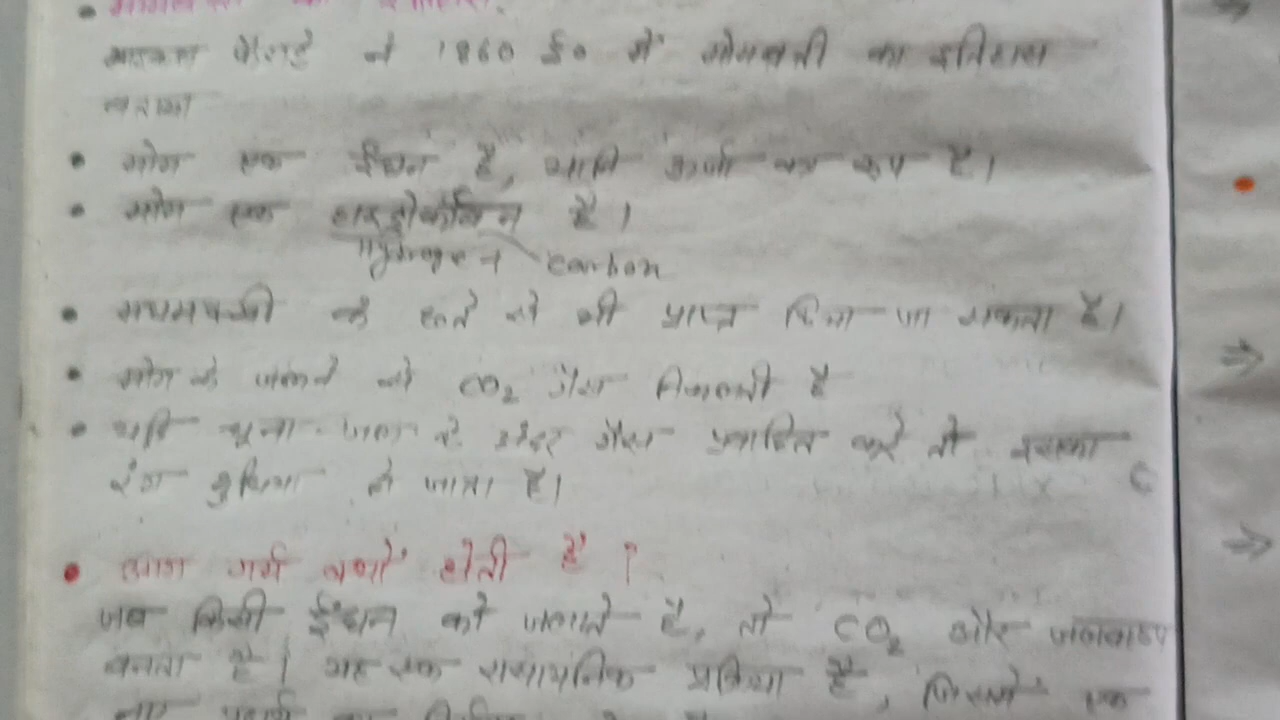 माइकल फैराडे ने 1860 ई० में मोमबत्ती का इतिहास
• मोम एक ईंधन है, ऊर्जा का रूप है।
• मोम एक हाइड्रोकार्बन है।
Hydrogen + carbon
• मधुमक्खी के छत्ते से भी प्राप्त किया जा सकता है।
• मोम के जलने से CO₂ गैस निकलती है
• यदि चूना जल के अंदर गैस प्रवाहित करें तो उसका
रंग दुधिया हो जाता है।
• आग गर्म क्यों होती है ?
जब किसी ईंधन को जलाते हैं, तो CO₂ और जलवाष्प
बनता है। यह एक रासायनिक प्रक्रिया है, जिसमें एक